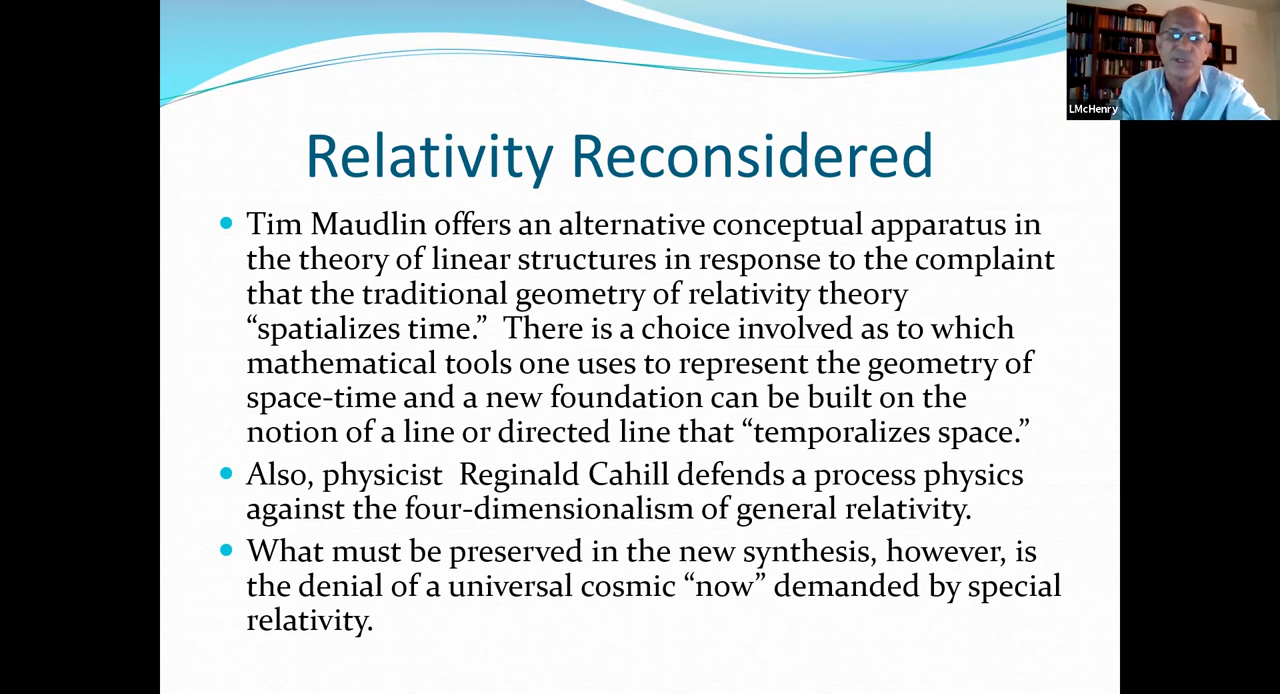 LMcHenry
Relativity Reconsidered
Tim Maudlin offers an alternative conceptual apparatus in
the theory of linear structures in response to the complaint
that the traditional geometry of relativity theory
“spatializes time.” There is a choice involved as to which
mathematical tools one uses to represent the geometry of
space-time and a new foundation can be built on the
notion of a line or directed line that “temporalizes space.”
Also, physicist Reginald Cahill defends a process physics
against the four-dimensionalism of general relativity.
What must be preserved in the new synthesis, however, is
the denial of a universal cosmic “now” demanded by special
relativity.